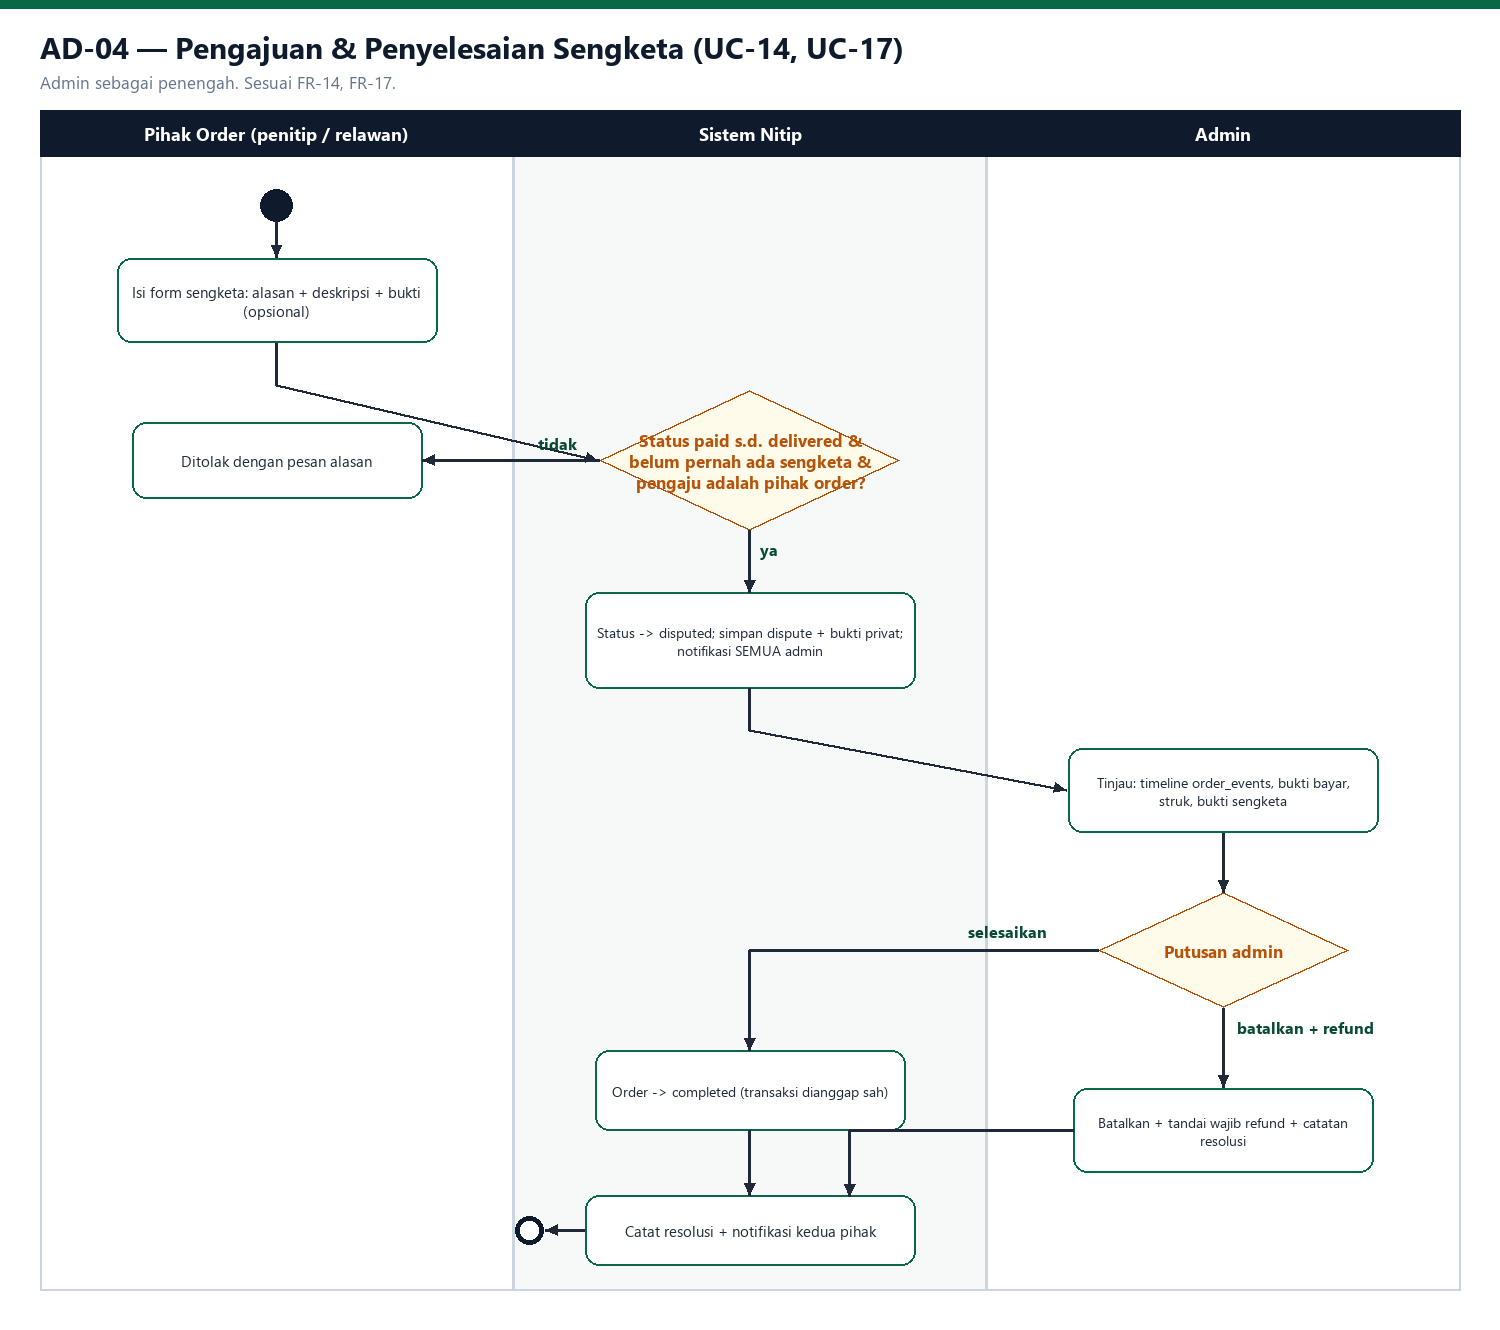 AD-04 — Pengajuan & Penyelesaian Sengketa (UC-14, UC-17)
Admin sebagai penengah. Sesuai FR-14, FR-17.
Pihak Order (penitip / relawan)
Sistem Nitip
Admin
Isi form sengketa: alasan + deskripsi + bukti
(opsional)
tidak
Ditolak dengan pesan alasan
Status paid s.d. delivered &
belum pernah ada sengketa &
pengaju adalah pihak order?
ya
Status -> disputed; simpan dispute + bukti privat;
notifikasi SEMUA admin
Tinjau: timeline order_events, bukti bayar,
struk, bukti sengketa
selesaikan
Putusan admin
batalkan + refund
Order -> completed (transaksi dianggap sah)
Batalkan + tandai wajib refund + catatan
resolusi
Catat resolusi + notifikasi kedua pihak